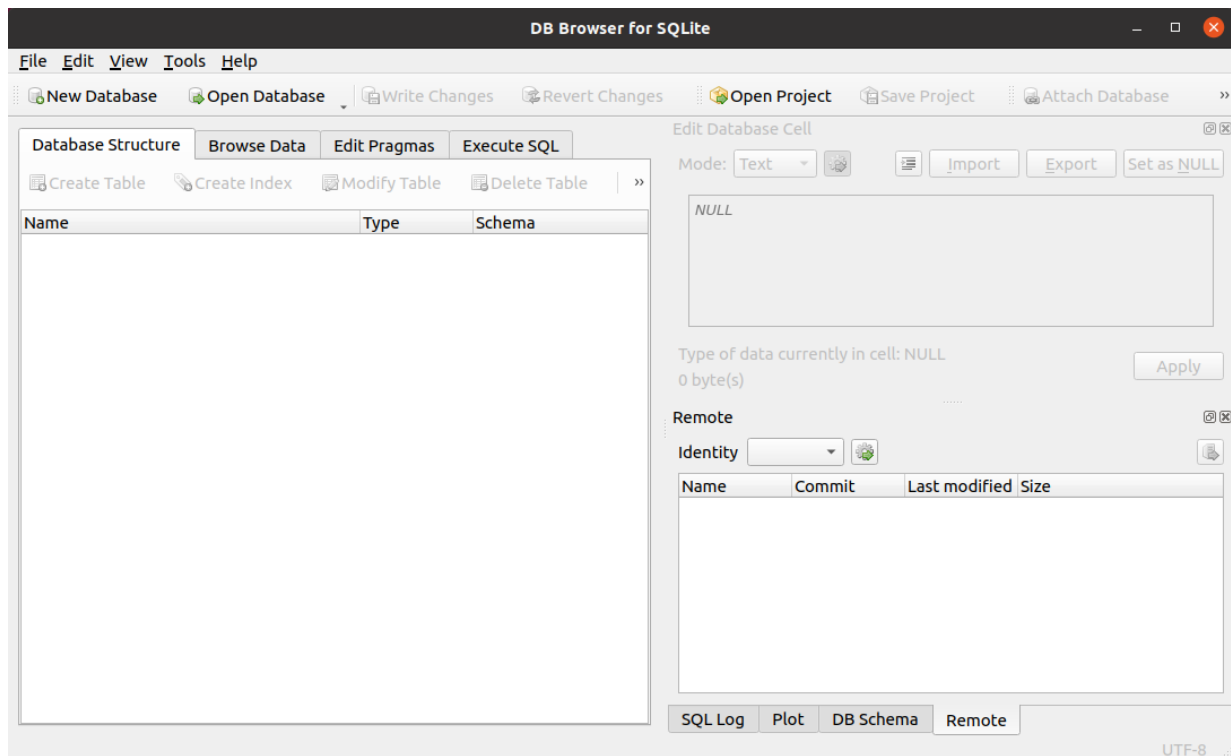 DB Browser for SQLite
File Edit View Tools Help
New Database Open Database Write Changes Revert Changes Open Project Save Project Attach Database »
Database Structure Browse Data Edit Pragmas Execute SQL
Create Table Create Index Modify Table Delete Table »
Name Type Schema
Edit Database Cell
Mode: Text Import Export Set as NULL
NULL
Type of data currently in cell: NULL
0 byte(s)
Apply
Remote
Identity
Name Commit Last modified Size
SQL Log Plot DB Schema Remote
UTF-8